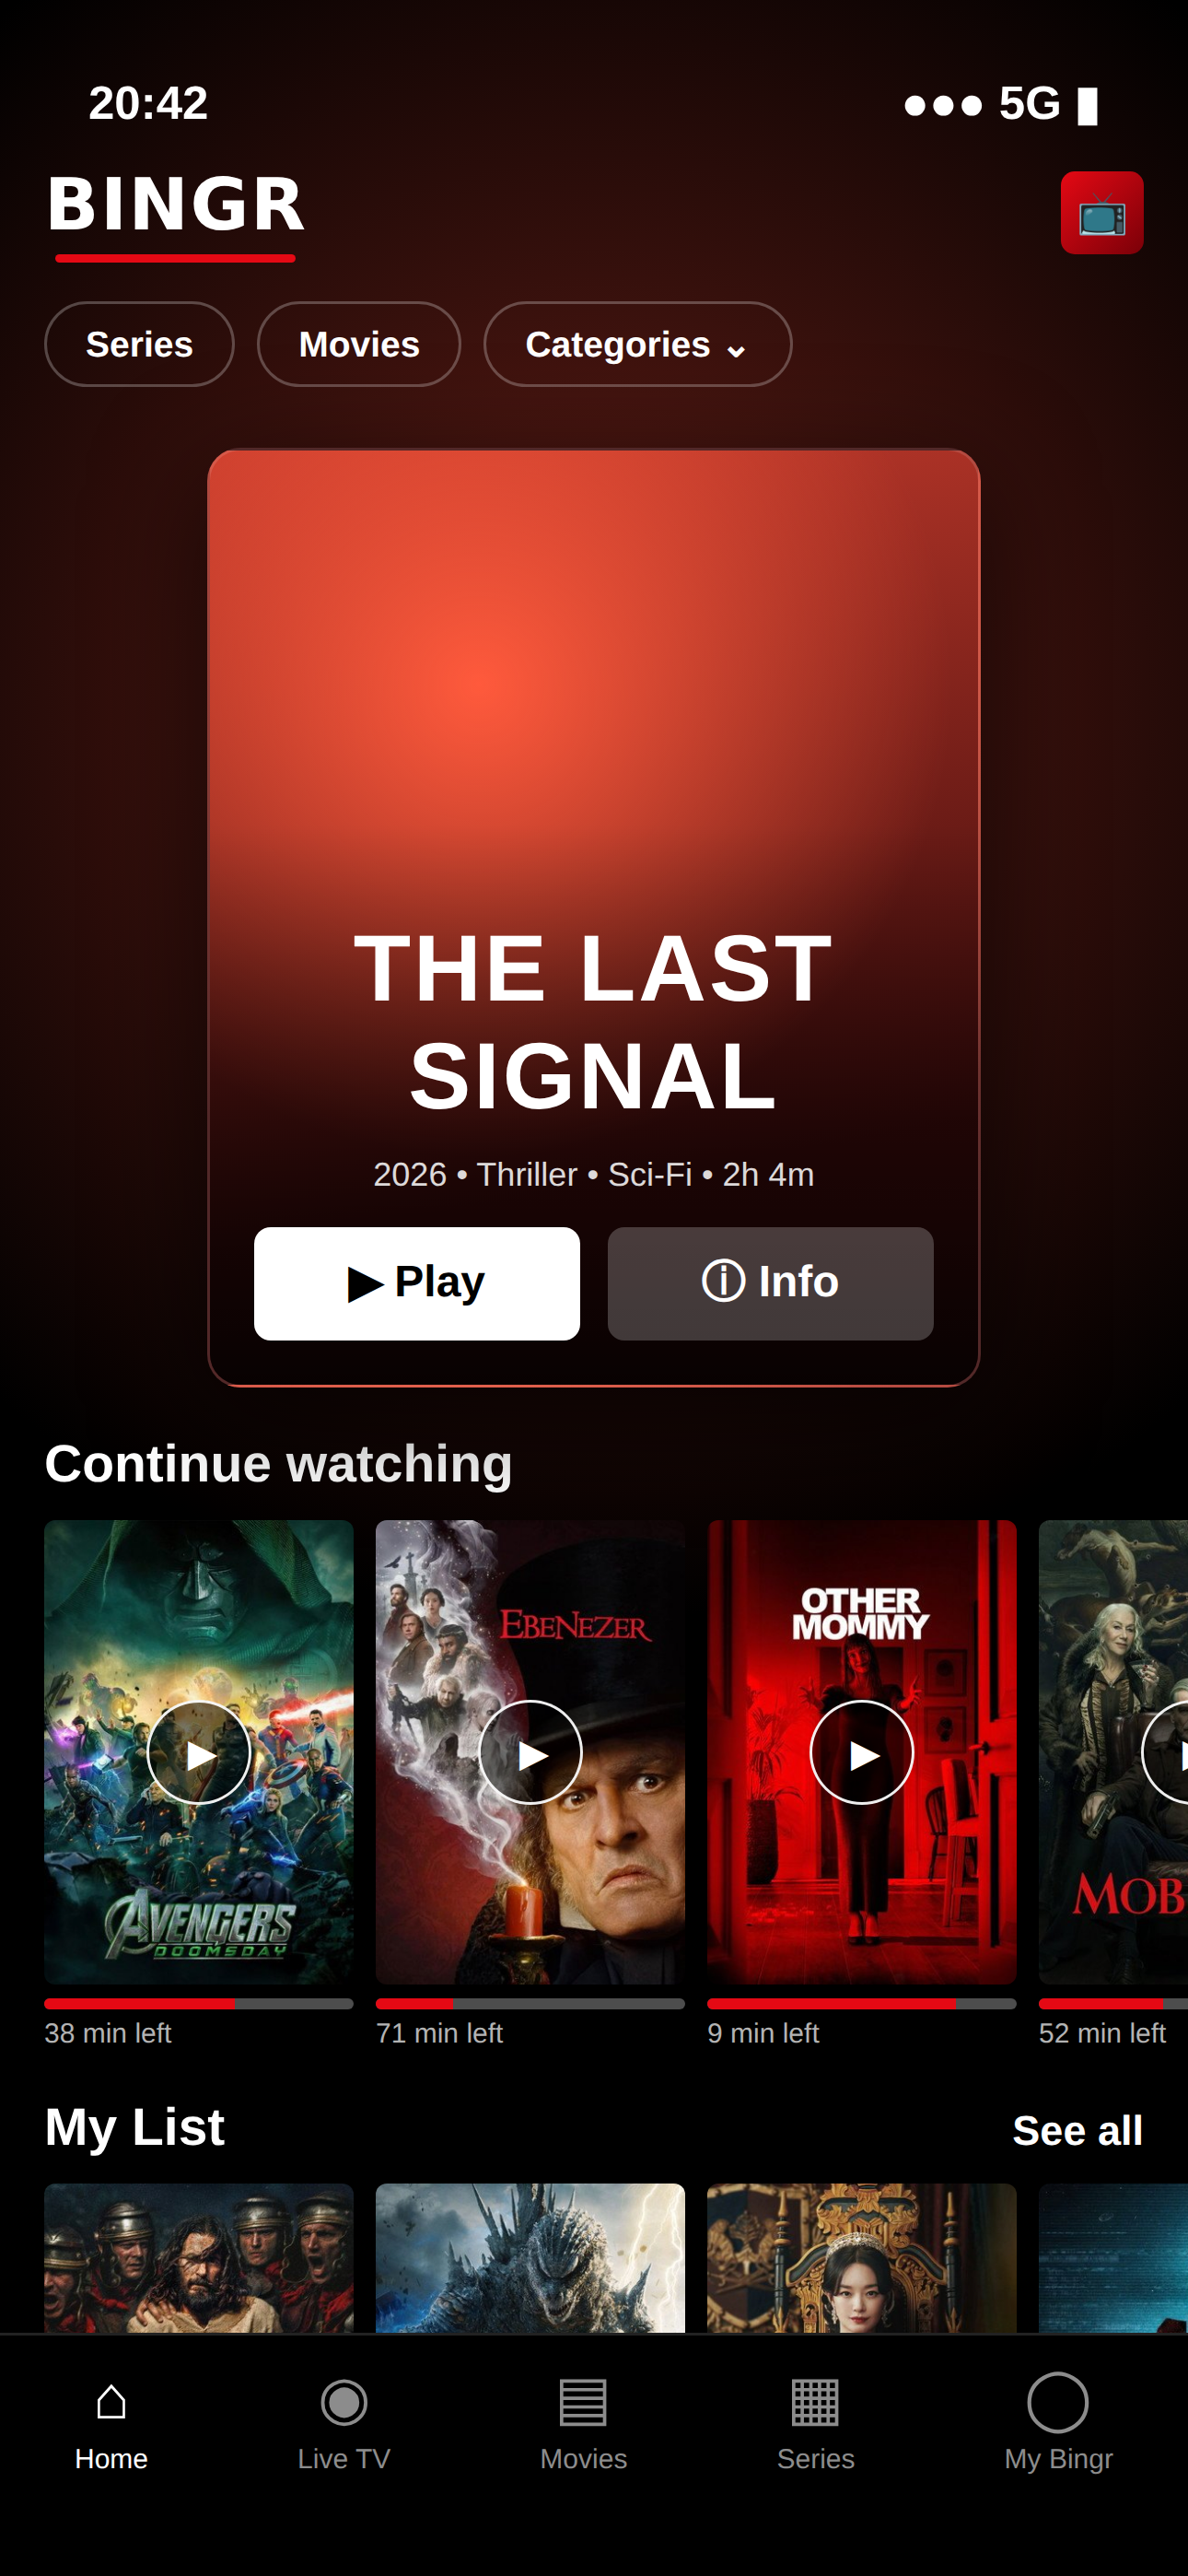 20:42
●●● 5G ▮
BINGR
Series
Movies
Categories ⌄
THE LAST
SIGNAL
2026 • Thriller • Sci-Fi • 2h 4m
▶ Play
ⓘ Info
Continue watching
AVENGERS
DOOMSDAY
EBENEZER
OTHER
MOMMY
MOB
38 min left
71 min left
9 min left
52 min left
My List
See all
Home
Live TV
Movies
Series
My Bingr